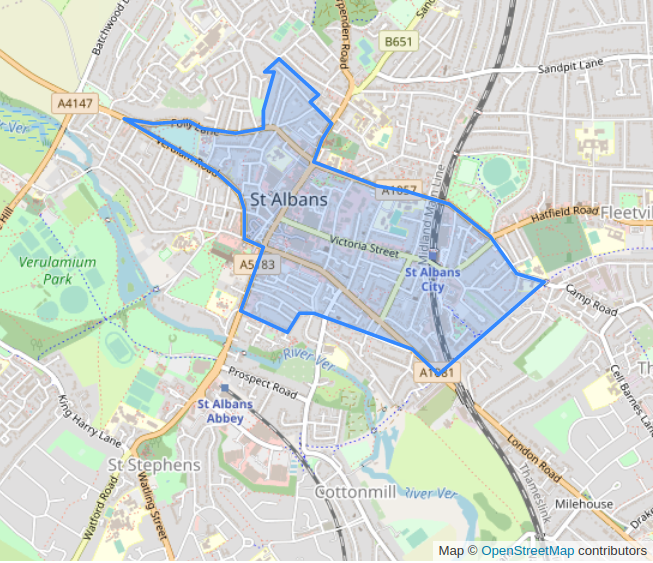 Batchwood D
Harpenden Road
Sand
B651
Sandpit Lane
A4147
Folly Lane
Ver
Verulam Road
St Albans
A1057
Midland Main Line
Hatfield Road
Fleetvil
Hill
Victoria Street
Verulamium
Park
A5183
St Albans
City
Camp Road
River Ver
Prospect Road
A1081
Th
Cell Barnes Lane
King Harry Lane
St Albans
Abbey
London Road
St Stephens
Watling Street
Watford Road
Cottonmill
River Ver
Thameslink
Milehouse
Drake
Map © OpenStreetMap contributors